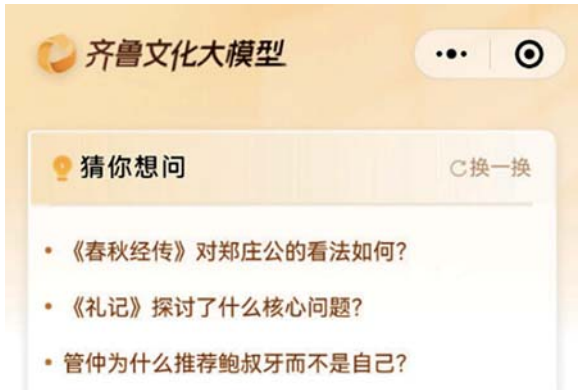 齐鲁文化大模型
猜你想问
换一换
• 《春秋经传》对郑庄公的看法如何?
• 《礼记》探讨了什么核心问题?
• 管仲为什么推荐鲍叔牙而不是自己?